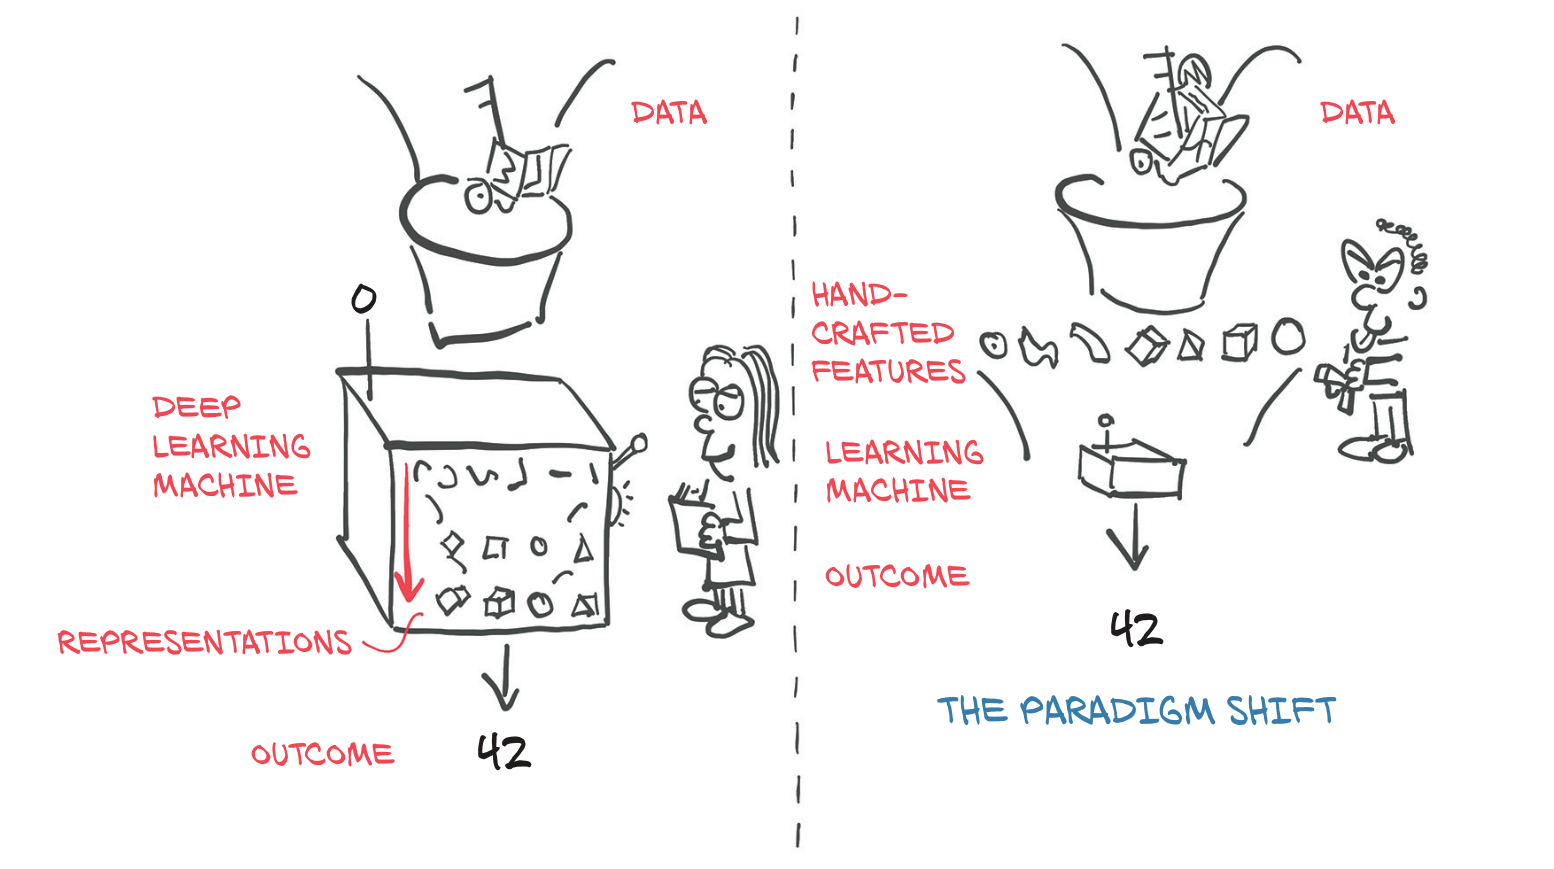 DATA
DEEP
LEARNING
MACHINE
REPRESENTATIONS
OUTCOME
42
DATA
HAND-
CRAFTED
FEATURES
LEARNING
MACHINE
OUTCOME
42
THE PARADIGM SHIFT